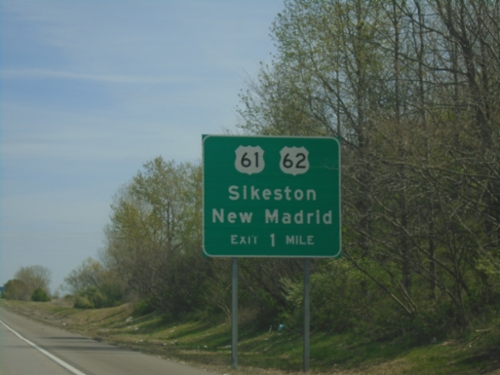 61 62
Sikeston
New Madrid
EXIT 1 MILE